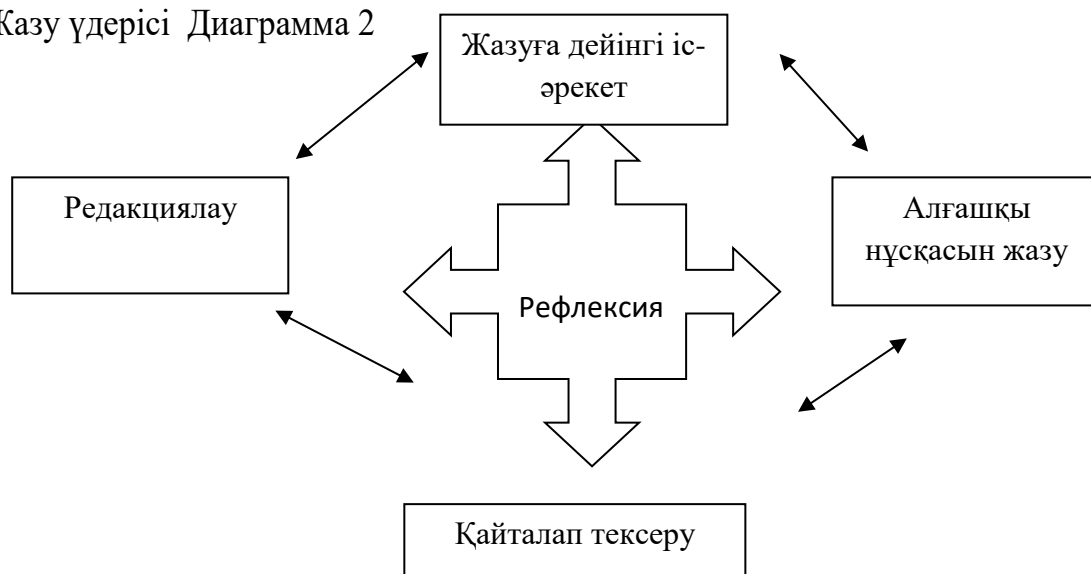 Жазу үдерісі Диаграмма 2
Жазуға дейінгі іс-
әрекет
Редакциялау
Алғашқы
нұсқасын жазу
Рефлексия
Қайталап тексеру